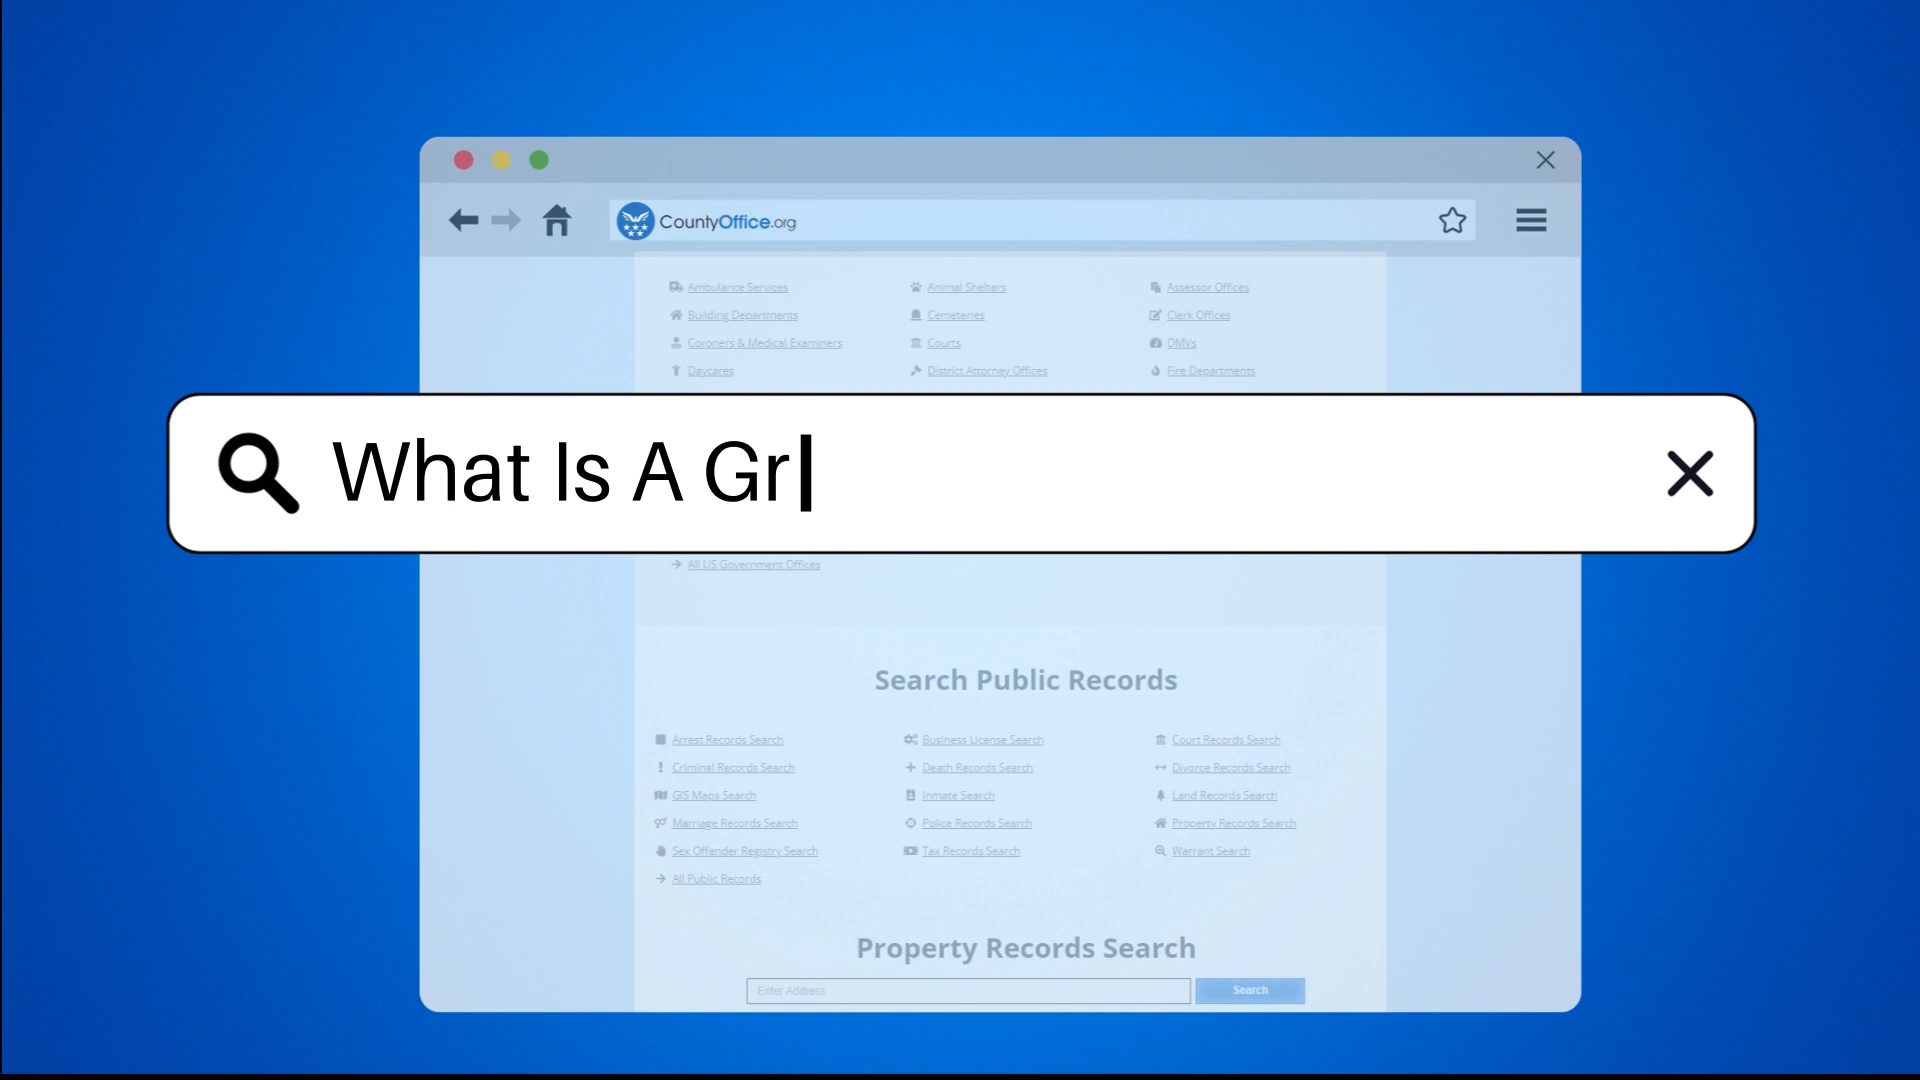 CountyOffice.org
Ambulance Services Animal Shelters Assessor Offices
Building Departments Cemeteries Clerk Offices
Coroners & Medical Examiners Courts DMVs
Daycares District Attorney Offices Fire Departments
What Is A Gr
All US Government Offices
Search Public Records
Arrest Records Search Business License Search Court Records Search
Criminal Records Search Death Records Search Divorce Records Search
GIS Maps Search Inmate Search Land Records Search
Marriage Records Search Police Records Search Property Records Search
Sex Offender Registry Search Tax Records Search Warrant Search
All Public Records
Property Records Search
Enter Address Search